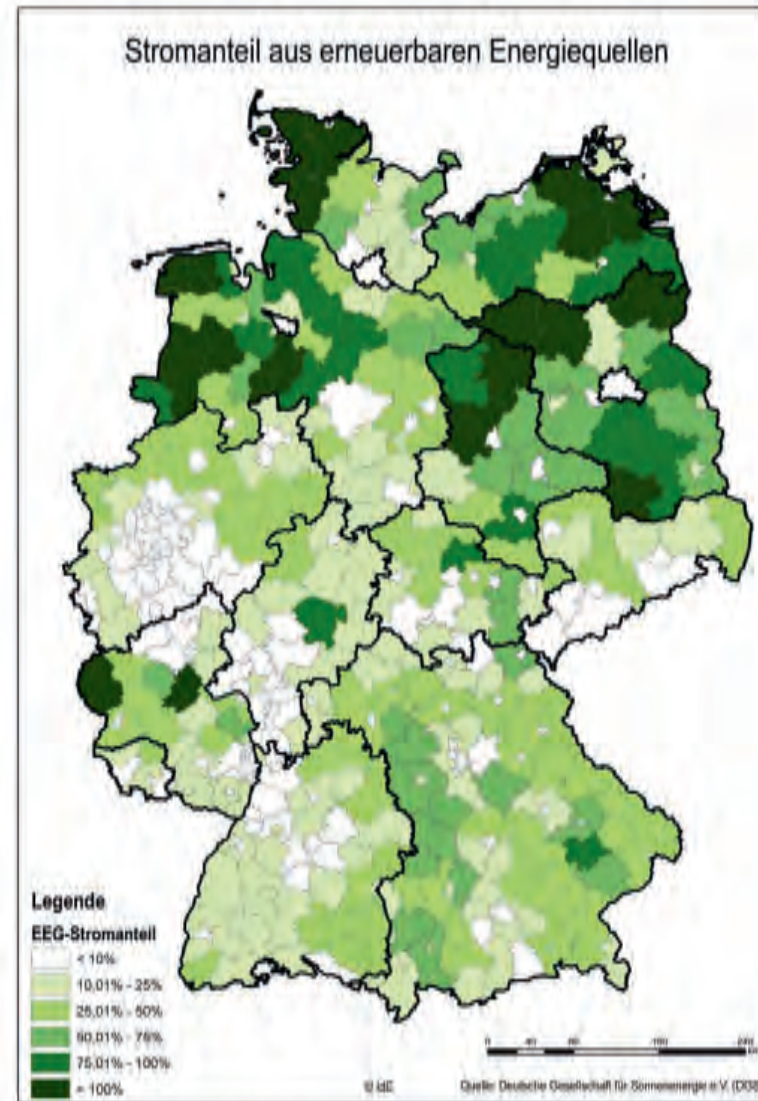 Stromanteil aus erneuerbaren Energiequellen
Legende
EEG-Stromanteil
< 10%
10,01% - 25%
25,01% - 50%
50,01% - 75%
75,01% - 100%
> 100%
© IdE
Quelle: Deutsche Gesellschaft für Sonnenenergie e.V. (DGS